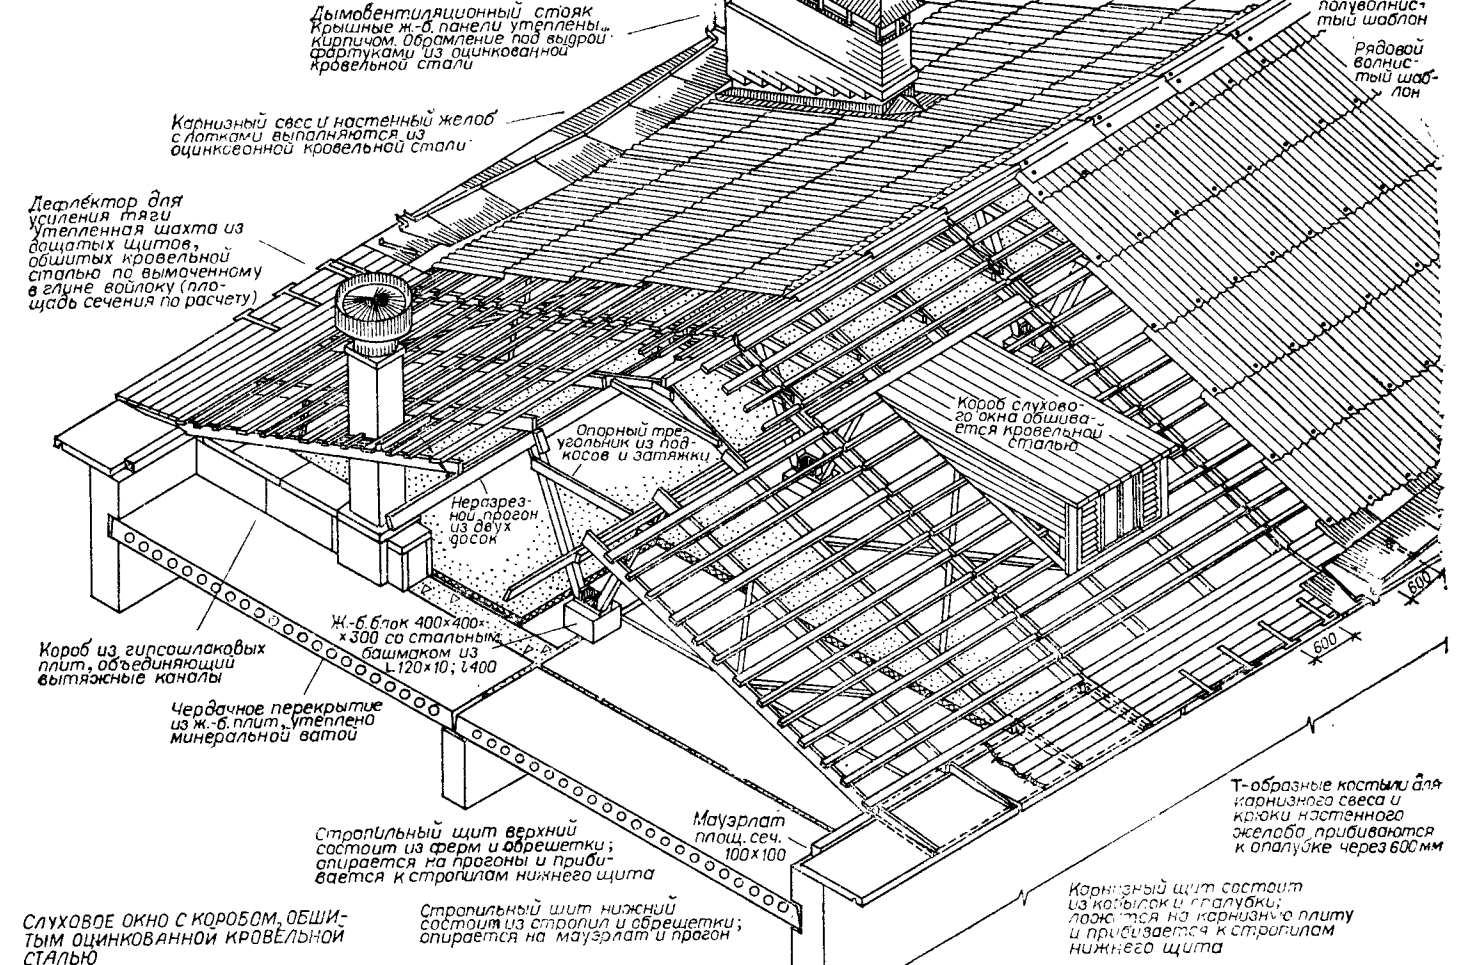 Дымовентиляционный стояк
Крышные ж.-б. панели утеплены
кирпичом. Обрамление под выдрой
фартуками из оцинкованной
кровельной стали
полуволнис-
тый шаблон
Рядовой
волнис-
тый шаб-
лон
Карнизный свес и настенный желоб
с лотками выполняются из
оцинкованной кровельной стали
Дефлектор для
усиления тяги
утепленная шахта из
дощатых щитов,
обшитых кровельной
сталью по вымоченному
в глине войлоку (пло-
щадь сечения по расчету)
Короб слухово-
го окна обшива-
ется кровельной
сталью
Опорный тре-
угольник из под-
косов и затяжки
Неразрез-
ной прогон
из двух
досок
Ж.-б. блок 400×400×
×300 со стальным
башмаком из
L120×10; l400
600
600
Короб из гипсошлаковых
плит, объединяющий
вытяжные каналы
Чердачное перекрытие
из ж.-б. плит, утеплено
минеральной ватой
Т-образные костыли для
карнизного свеса и
крюки настенного
желоба прибиваются
к опалубке через 600мм
Мауэрлат
площ. сеч.
100×100
Стропильный щит верхний
состоит из ферм и обрешетки;
опирается на прогоны и приби-
вается к стропилам нижнего щита
Стропильный щит нижний
состоит из стропил и обрешетки;
опирается на мауэрлат и прогон
Карнизный щит состоит
из кобылок и опалубки;
ложится на карнизную плиту
и прибивается к стропилам
нижнего щита
СЛУХОВОЕ ОКНО С КОРОБОМ, ОБШИ-
ТЫМ ОЦИНКОВАННОЙ КРОВЕЛЬНОЙ
СТАЛЬЮ